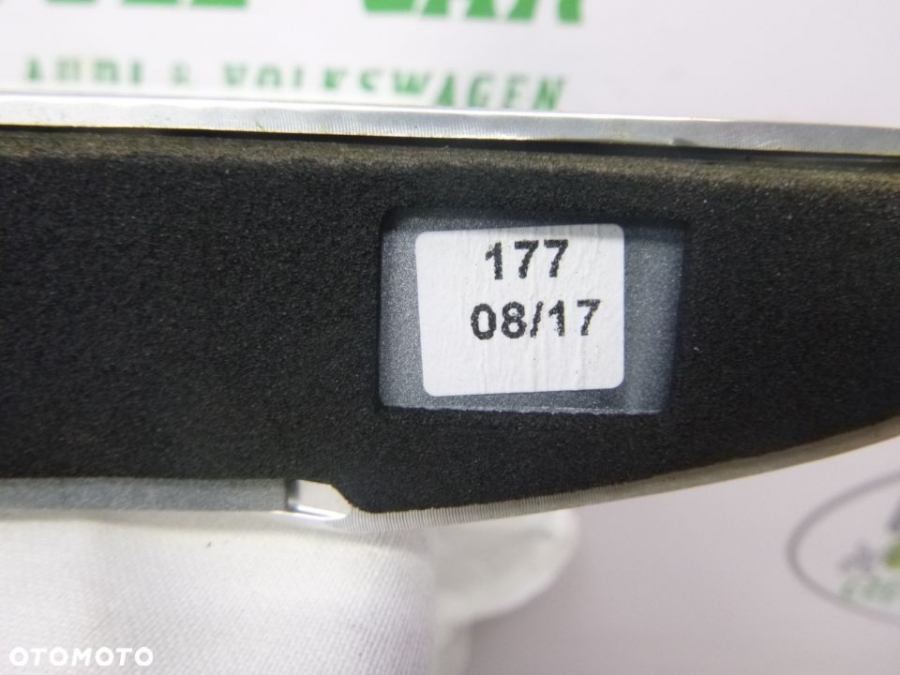 AUDI & VOLKSWAGEN
177
08/17
OTOMOTO